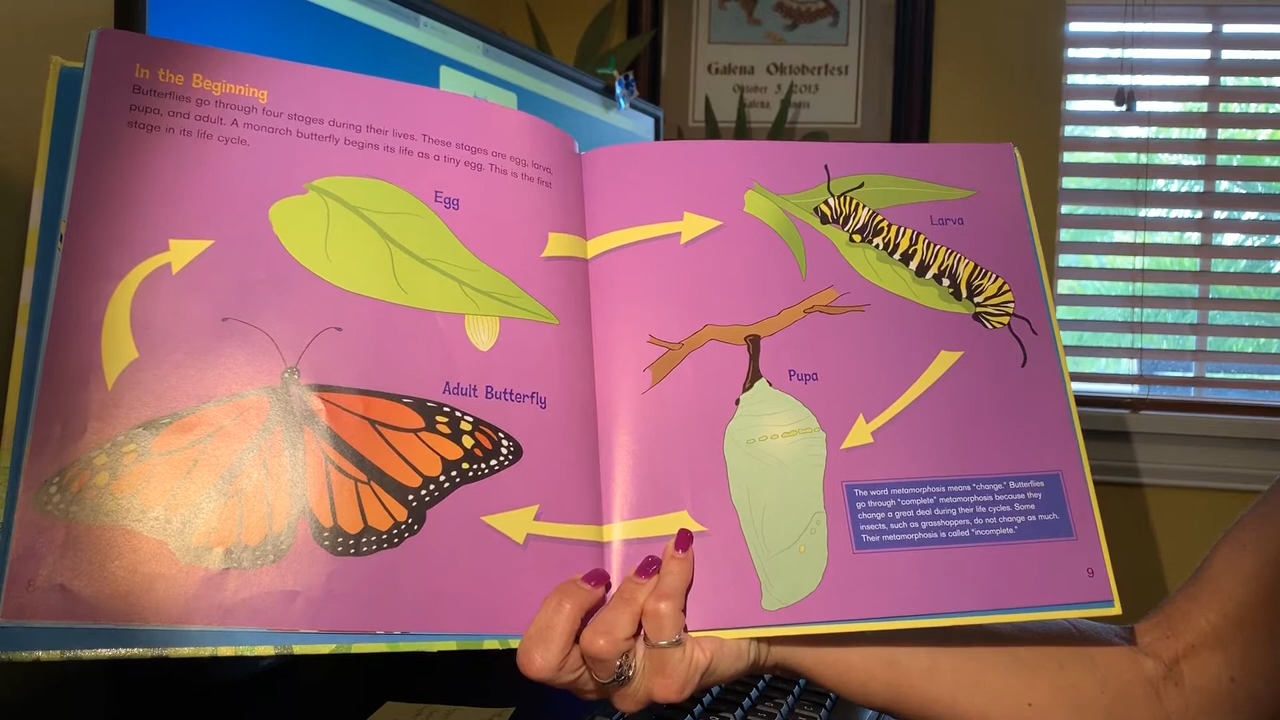 In the Beginning
Butterflies go through four stages during their lives. These stages are egg, larva,
pupa, and adult. A monarch butterfly begins its life as a tiny egg. This is the first
stage in its life cycle.
Egg
Larva
Adult Butterfly
Pupa
The word metamorphosis means "change." Butterflies
go through "complete" metamorphosis because they
change a great deal during their life cycles. Some
insects, such as grasshoppers, do not change as much.
Their metamorphosis is called "incomplete."
9
Galena Oktoberfest
October 5, 2013
Galena, Illinois